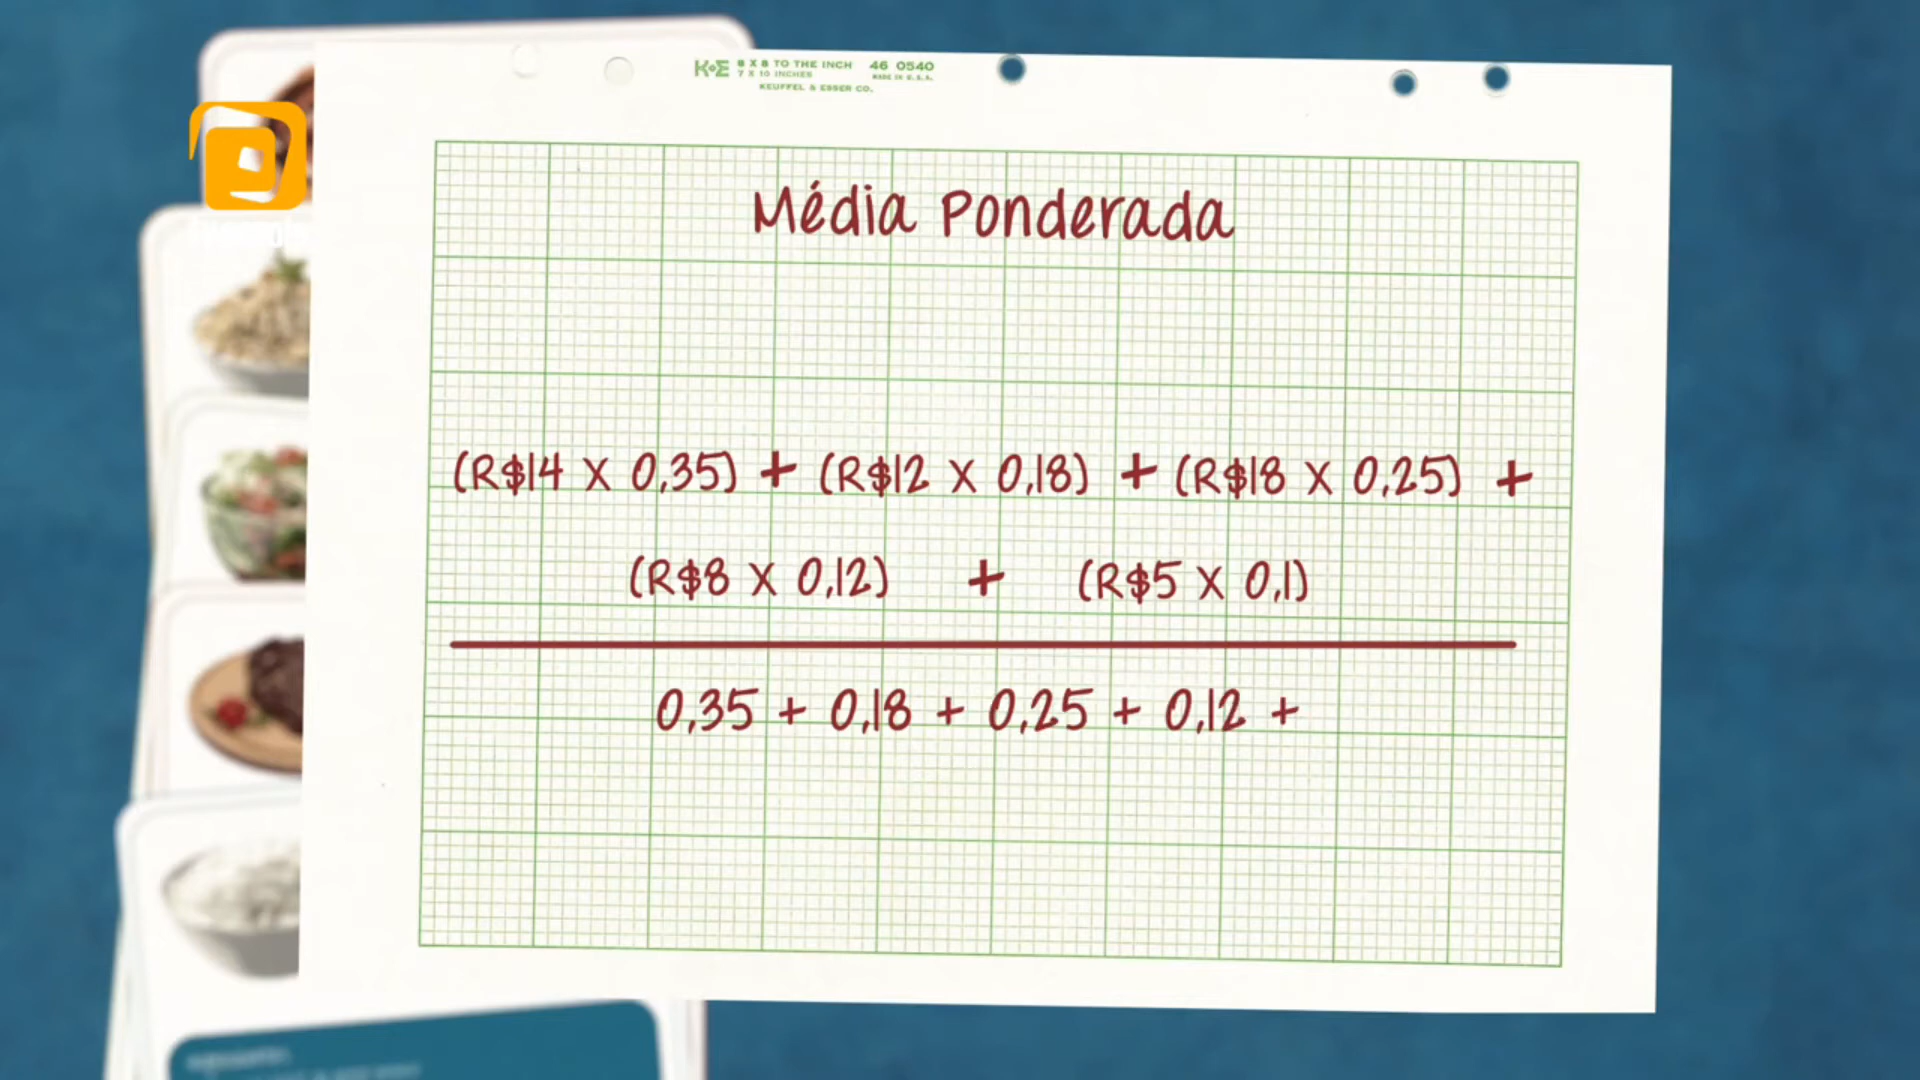 K+E 8 X 8 TO THE INCH 46 0540
7 X 10 INCHES MADE IN U.S.A.
KEUFFEL & ESSER CO.
Média Ponderada
(R$14 X 0,35) + (R$12 X 0,18) + (R$18 X 0,25) +
(R$8 X 0,12) + (R$5 X 0,1)
0,35 + 0,18 + 0,25 + 0,12 +